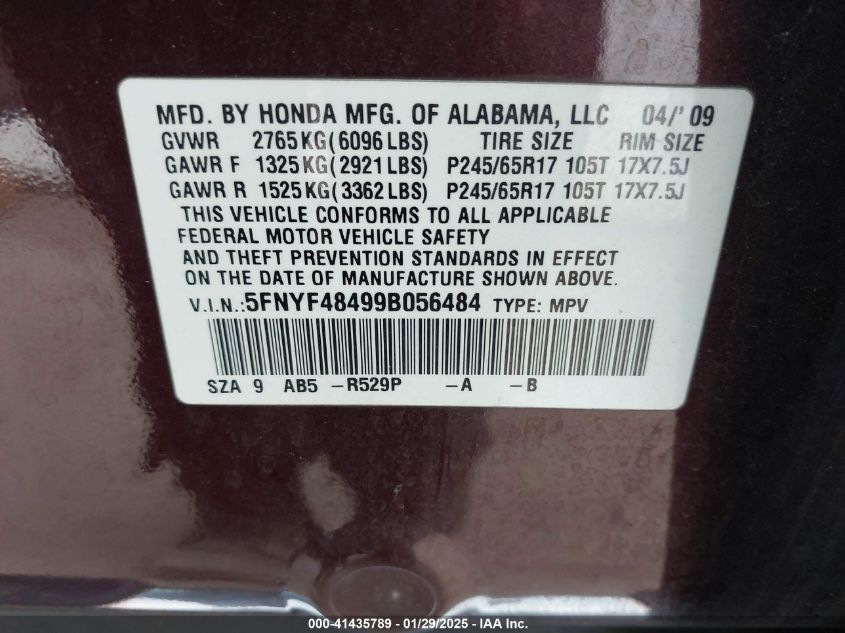 MFD. BY HONDA MFG. OF ALABAMA, LLC 04/'09
GVWR 2765KG(6096LBS) TIRE SIZE RIM SIZE
GAWR F 1325KG(2921LBS) P245/65R17 105T 17X7.5J
GAWR R 1525KG(3362LBS) P245/65R17 105T 17X7.5J
THIS VEHICLE CONFORMS TO ALL APPLICABLE
FEDERAL MOTOR VEHICLE SAFETY
AND THEFT PREVENTION STANDARDS IN EFFECT
ON THE DATE OF MANUFACTURE SHOWN ABOVE.
V.I.N.:5FNYF48499B056484 TYPE: MPV
SZA 9 AB5 -R529P -A -B
000-41435789 - 01/29/2025 - IAA Inc.